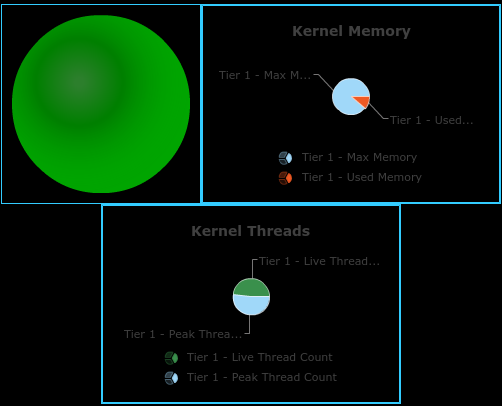 Kernel Memory
Tier 1 - Max M...
Tier 1 - Used...
Tier 1 - Max Memory
Tier 1 - Used Memory
Kernel Threads
Tier 1 - Live Thread...
Tier 1 - Peak Threa...
Tier 1 - Live Thread Count
Tier 1 - Peak Thread Count